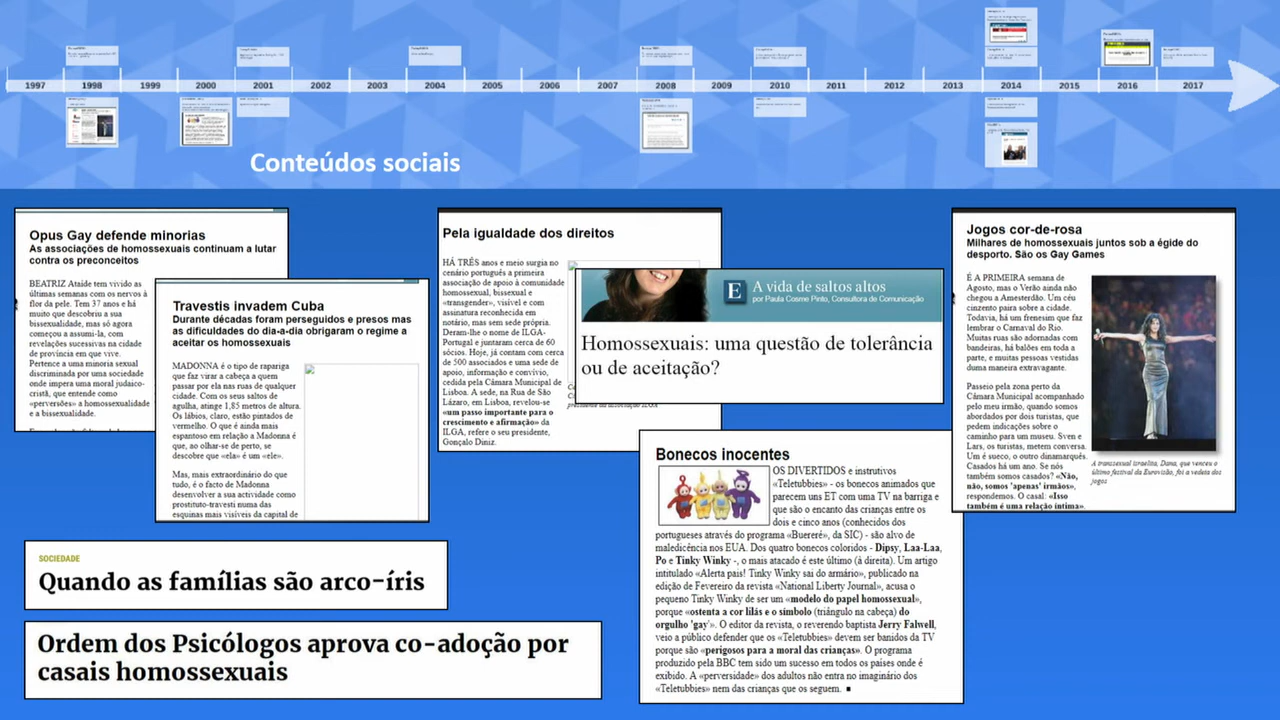 1997 1998 1999 2000 2001 2002 2003 2004 2005 2006 2007 2008 2009 2010 2011 2012 2013 2014 2015 2016 2017
Conteúdos sociais
Opus Gay defende minorias
As associações de homossexuais continuam a lutar
contra os preconceitos
BEATRIZ Ataíde tem vivido as
últimas semanas com os nervos à
flor da pele. Tem 37 anos e há
muito que descobriu a sua
bissexualidade, mas só agora
começou a assumi-la, com
revelações sucessivas na cidade
de província em que vive.
Pertence a uma minoria sexual
discriminada por uma sociedade
onde impera uma moral judaico-
cristã, que entende como
«perversões» a homossexualidade
e a bissexualidade.
Travestis invadem Cuba
Durante décadas foram perseguidos e presos mas
as dificuldades do dia-a-dia obrigaram o regime a
aceitar os homossexuais
MADONNA é o tipo de rapariga
que faz virar a cabeça a quem
passar por ela nas ruas de qualquer
cidade. Com os seus saltos de
agulha, atinge 1,85 metros de altura.
Os lábios, claro, estão pintados de
vermelho. O que é ainda mais
espantoso em relação a Madonna é
que, ao olhar-se de perto, se
descobre que «ela» é um «ele».
Mas, mais extraordinário do que
tudo, é o facto de Madonna
desenvolver a sua actividade como
prostituto-travesti numa das
esquinas mais visíveis da capital de
Pela igualdade dos direitos
HÁ TRÊS anos e meio surgia no
cenário português a primeira
associação de apoio à comunidade
homossexual, bissexual e
«transgender», visível e com
assinatura reconhecida em
notário, mas sem sede própria.
Deram-lhe o nome de ILGA-
Portugal e juntaram cerca de 60
sócios. Hoje, já contam com cerca
de 500 associados e uma sede de
apoio, informação e convívio,
cedida pela Câmara Municipal de
Lisboa. A sede, na Rua de São
Lázaro, em Lisboa, revelou-se
«um passo importante para o
crescimento e afirmação» da
ILGA, refere o seu presidente,
Gonçalo Diniz.
E A vida de saltos altos
por Paula Cosme Pinto, Consultora de Comunicação
Homossexuais: uma questão de tolerância
ou de aceitação?
Bonecos inocentes
OS DIVERTIDOS e instrutivos
«Teletubbies» - os bonecos animados que
parecem uns ET com uma TV na barriga e
que são o encanto das crianças entre os
dois e cinco anos (conhecidos dos
portugueses através do programa «Buereré», da SIC) - são alvo de
maledicência nos EUA. Dos quatro bonecos coloridos - Dipsy, Laa-Laa,
Po e Tinky Winky -, o mais atacado é este último (à direita). Um artigo
intitulado «Alerta pais! Tinky Winky sai do armário», publicado na
edição de Fevereiro da revista «National Liberty Journal», acusa o
pequeno Tinky Winky de ser um «modelo do papel homossexual»,
porque «ostenta a cor lilás e o símbolo (triângulo na cabeça) do
orgulho 'gay'». O editor da revista, o reverendo baptista Jerry Falwell,
veio a público defender que os «Teletubbies» devem ser banidos da TV
porque são «perigosos para a moral das crianças». O programa
produzido pela BBC tem sido um sucesso em todos os países onde é
exibido. A «perversidade» dos adultos não entra no imaginário dos
«Teletubbies» nem das crianças que os seguem. ■
Jogos cor-de-rosa
Milhares de homossexuais juntos sob a égide do
desporto. São os Gay Games
É A PRIMEIRA semana de
Agosto, mas o Verão ainda não
chegou a Amesterdão. Um céu
cinzento paira sobre a cidade.
Todavia, há um frenesim que faz
lembrar o Carnaval do Rio.
Muitas ruas são adornadas com
bandeiras, há balões em toda a
parte, e muitas pessoas vestidas
duma maneira extravagante.
Passeio pela zona perto da
Câmara Municipal acompanhado
pelo meu irmão, quando somos
abordados por dois turistas, que
pedem indicações sobre o
caminho para um museu. Sven e
Lars, os turistas, metem conversa.
Um é sueco, o outro dinamarquês.
Casados há um ano. Se nós
também somos casados? «Não,
não, somos 'apenas' irmãos»,
respondemos. O casal: «Isso
também é uma relação íntima».
A transexual israelita, Dana, que venceu o
último festival da Eurovisão, foi a vedeta dos
jogos
SOCIEDADE
Quando as famílias são arco-íris
Ordem dos Psicólogos aprova co-adoção por
casais homossexuais